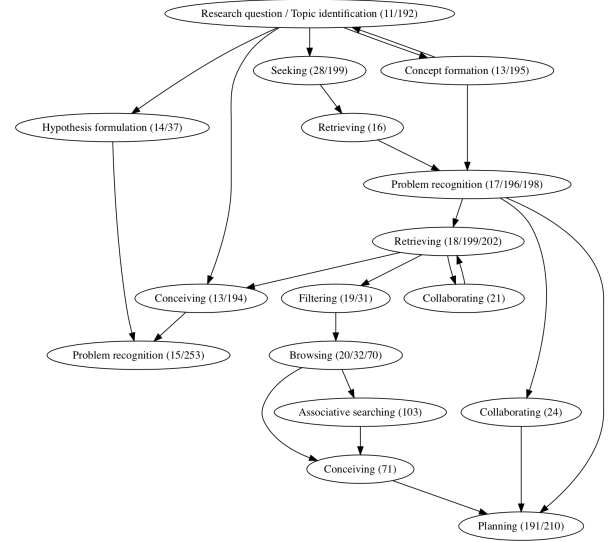 Research question / Topic identification (11/192)
Seeking (28/199)
Concept formation (13/195)
Hypothesis formulation (14/37)
Retrieving (16)
Problem recognition (17/196/198)
Retrieving (18/199/202)
Conceiving (13/194)
Filtering (19/31)
Collaborating (21)
Problem recognition (15/253)
Browsing (20/32/70)
Associative searching (103)
Collaborating (24)
Conceiving (71)
Planning (191/210)